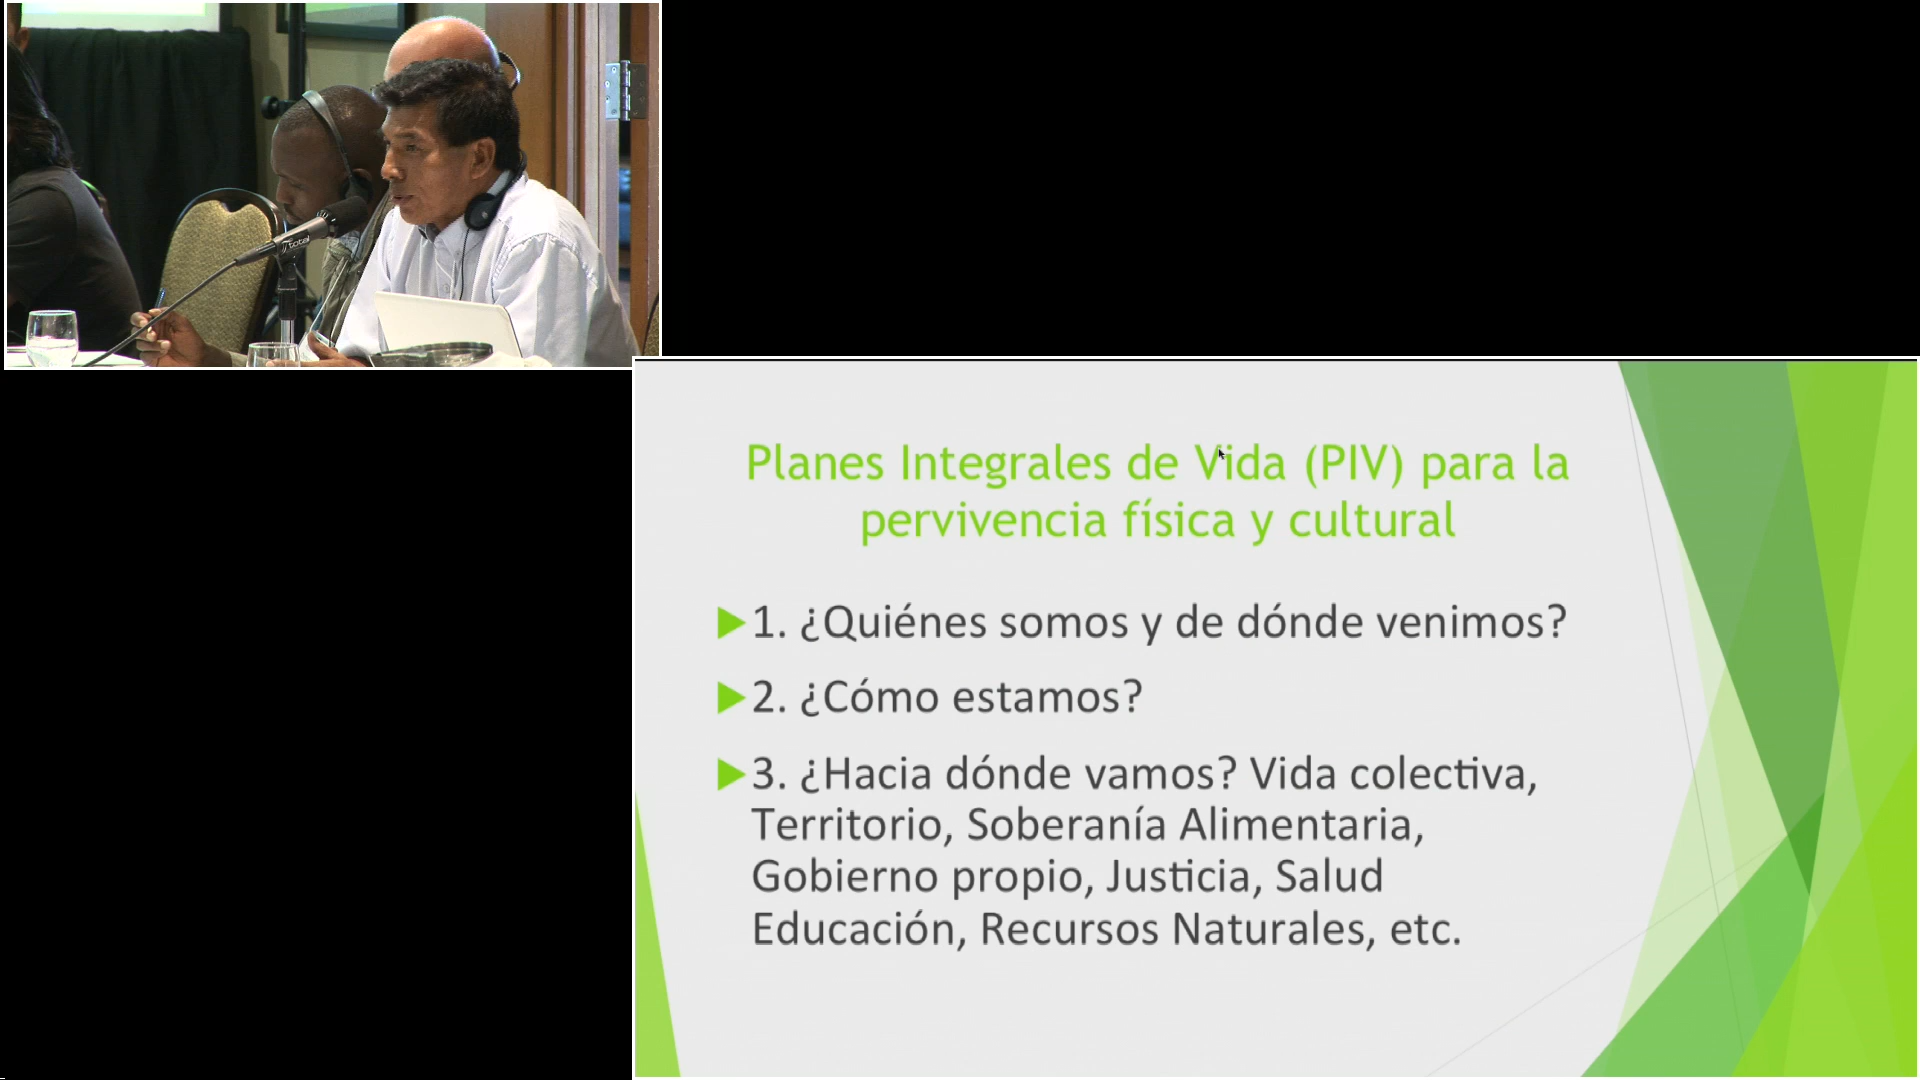 total
Planes Integrales de Vida (PIV) para la
pervivencia física y cultural
1. ¿Quiénes somos y de dónde venimos?
2. ¿Cómo estamos?
3. ¿Hacia dónde vamos? Vida colectiva,
Territorio, Soberanía Alimentaria,
Gobierno propio, Justicia, Salud
Educación, Recursos Naturales, etc.